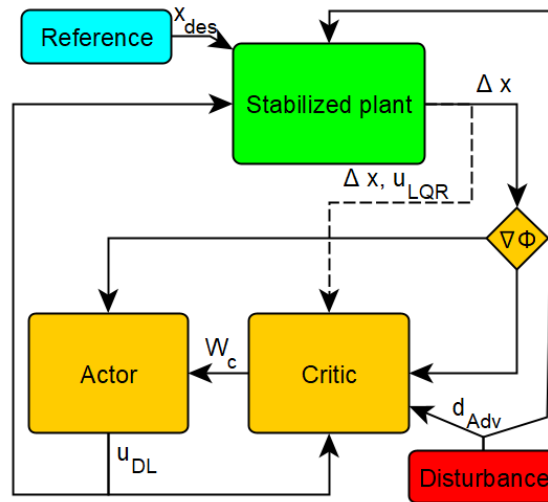 x_des
Reference
Stabilized plant
Δ x
Δ x, u_LQR
∇Φ
W_c
Actor
Critic
d_Adv
u_DL
Disturbance